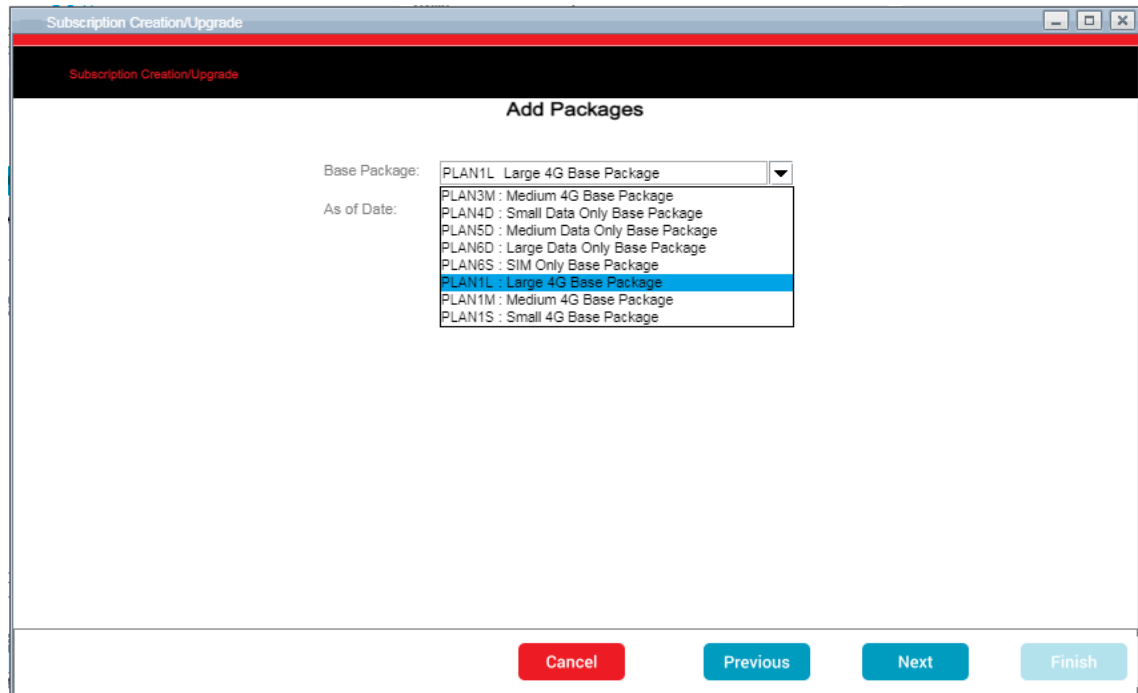 Subscription Creation/Upgrade
Subscription Creation/Upgrade
Add Packages
Base Package: PLAN1L Large 4G Base Package
As of Date:
PLAN3M : Medium 4G Base Package
PLAN4D : Small Data Only Base Package
PLAN5D : Medium Data Only Base Package
PLAN6D : Large Data Only Base Package
PLAN6S : SIM Only Base Package
PLAN1L : Large 4G Base Package
PLAN1M : Medium 4G Base Package
PLAN1S : Small 4G Base Package
Cancel Previous Next Finish